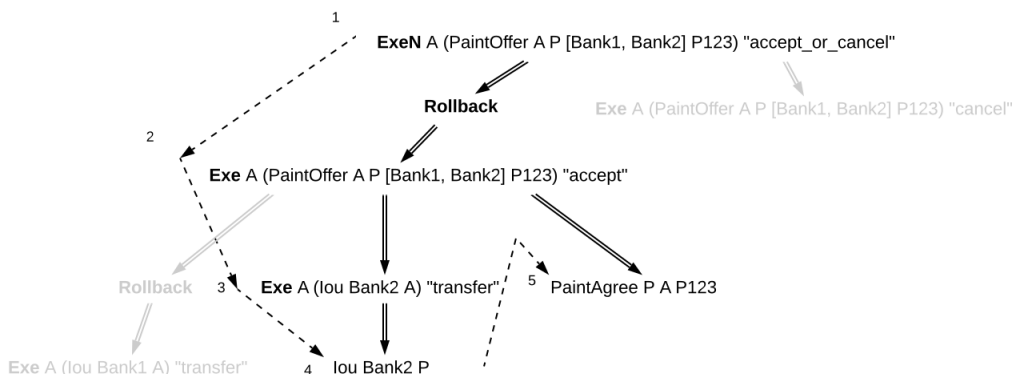 1
ExeN A (PaintOffer A P [Bank1, Bank2] P123) "accept_or_cancel"
Rollback
Exe A (PaintOffer A P [Bank1, Bank2] P123) "cancel"
2
Exe A (PaintOffer A P [Bank1, Bank2] P123) "accept"
Rollback
3
Exe A (Iou Bank2 A) "transfer"
5
PaintAgree P A P123
Exe A (Iou Bank1 A) "transfer"
4
Iou Bank2 P